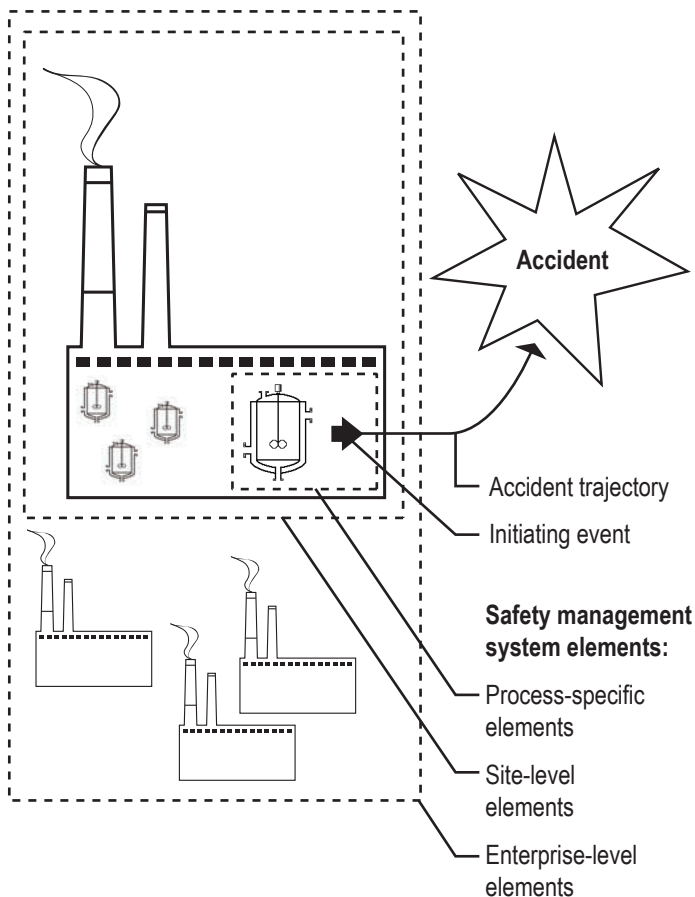 Accident
Accident trajectory
Initiating event
Safety management
system elements:
Process-specific
elements
Site-level
elements
Enterprise-level
elements